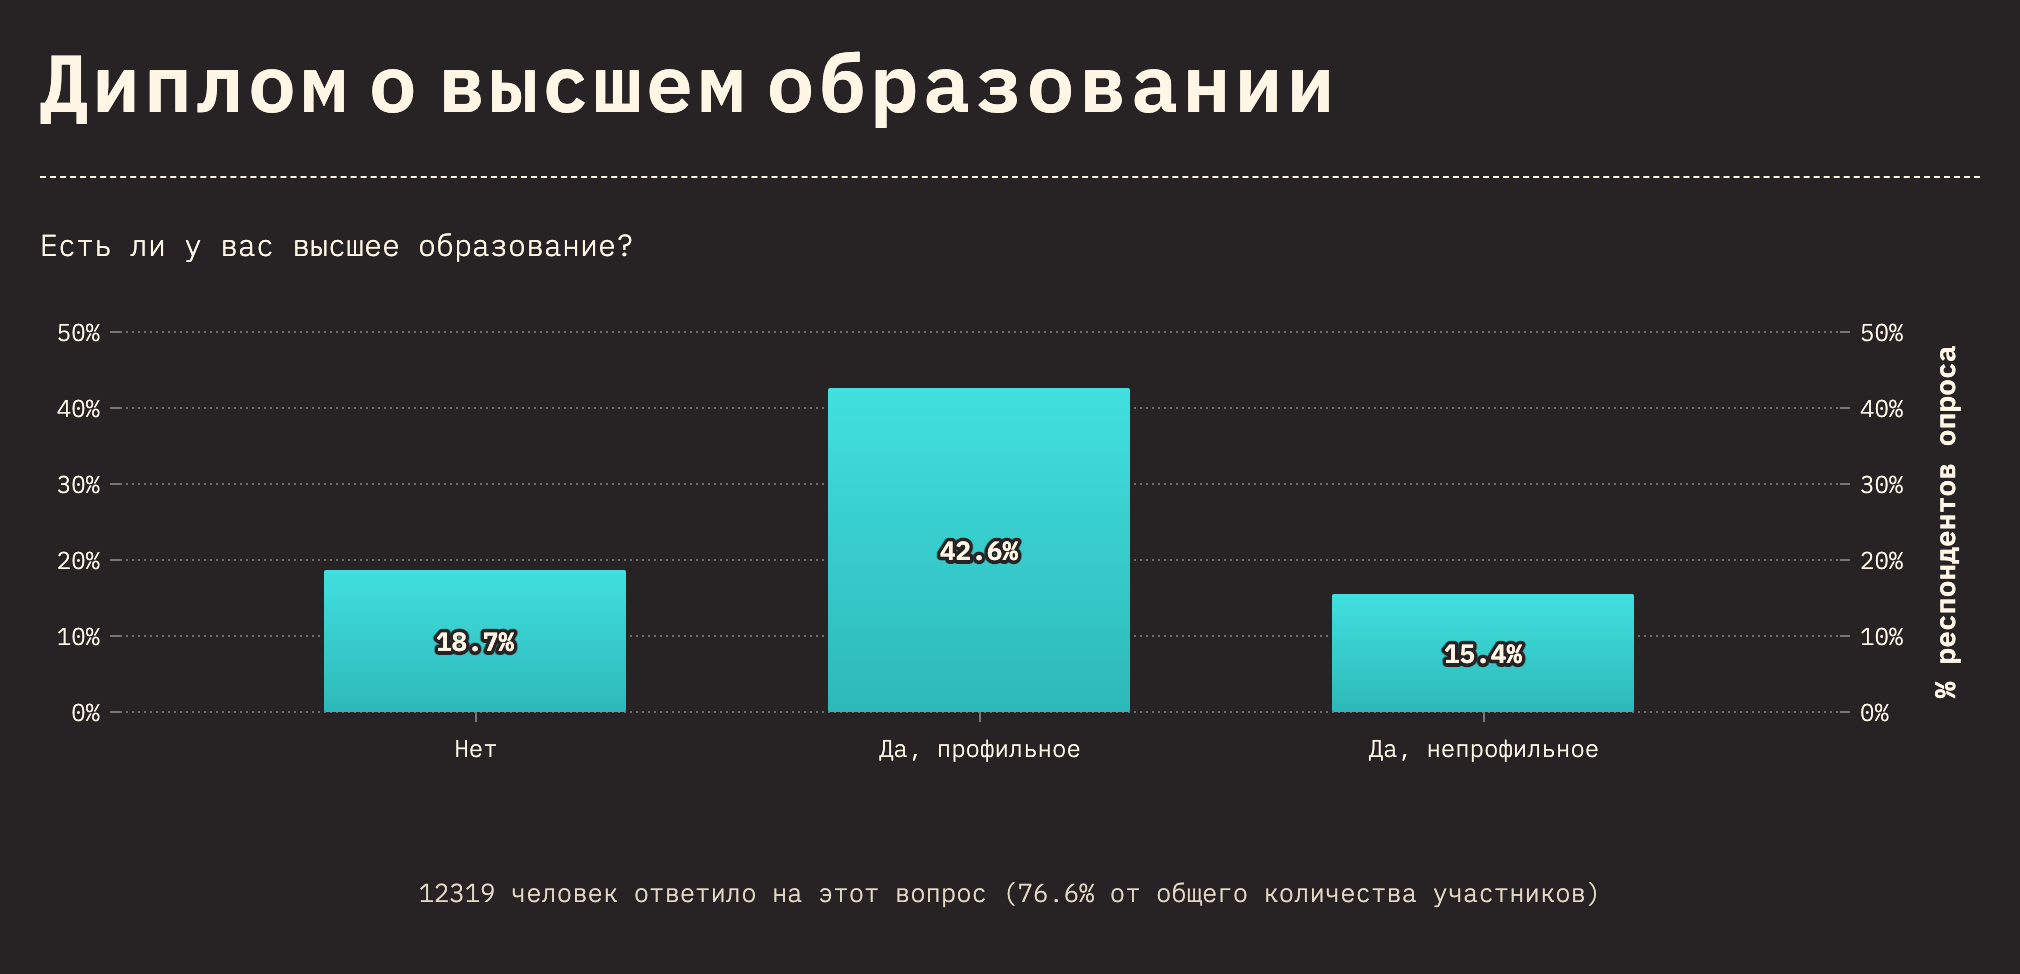 Диплом о высшем образовании
Есть ли у вас высшее образование?
50% 50%
40% 40%
30% 30%
20% 20%
10% 10%
0% 0%
42.6%
18.7%
15.4%
Нет Да, профильное Да, непрофильное
% респондентов опроса
12319 человек ответило на этот вопрос (76.6% от общего количества участников)